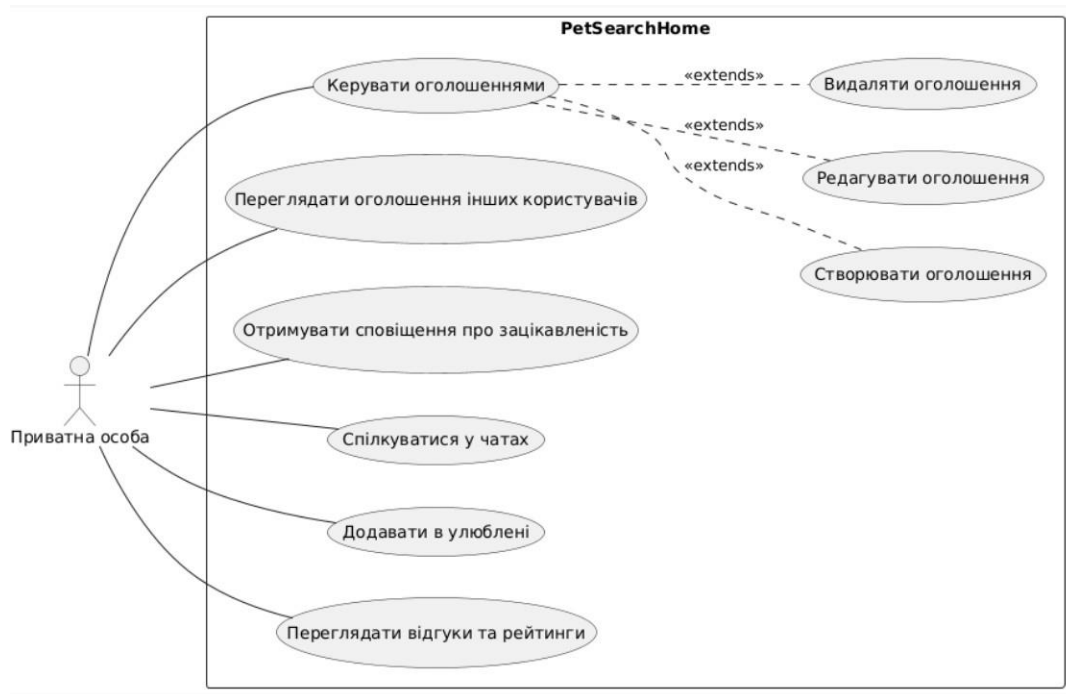 PetSearchHome
Керувати оголошеннями
«extends»
Видаляти оголошення
«extends»
Редагувати оголошення
«extends»
Переглядати оголошення інших користувачів
Створювати оголошення
Отримувати сповіщення про зацікавленість
Приватна особа
Спілкуватися у чатах
Додавати в улюблені
Переглядати відгуки та рейтинги